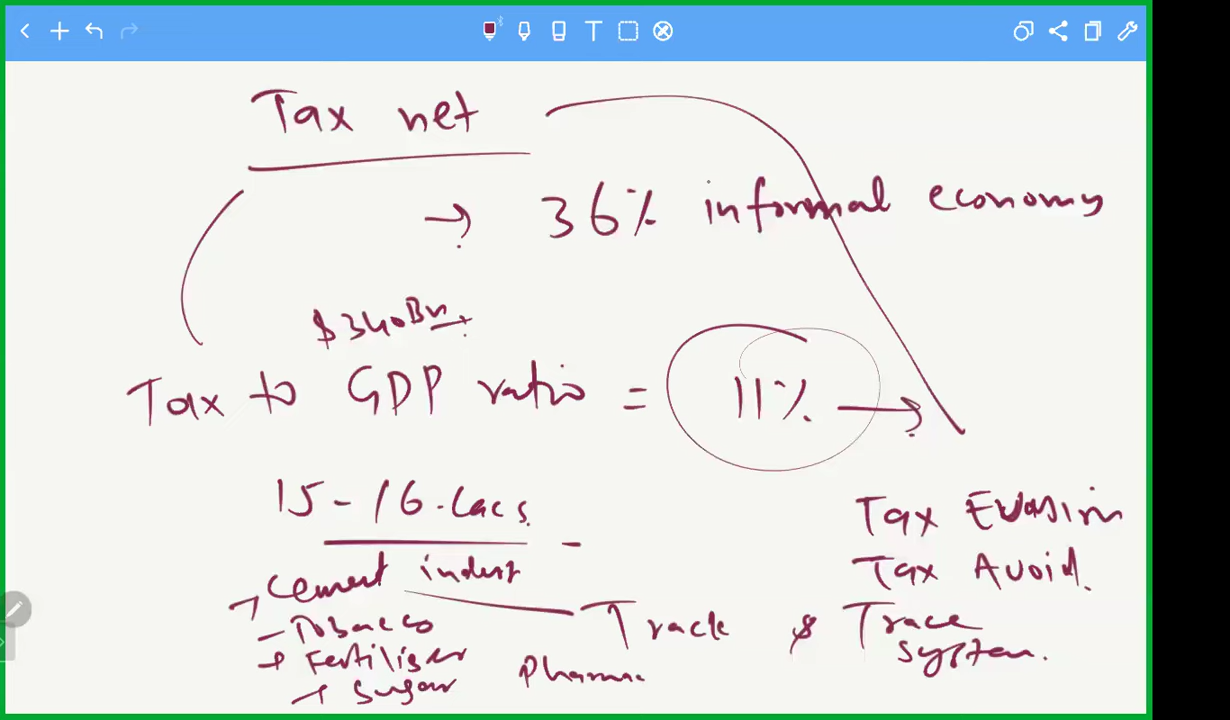 Tax net
→ 36% informal economy
$340Bn
Tax to GDP ratio = 11% →
15-16 Lacs
Tax Evasion
Tax Avoid.
Cement indust
- Tobacco
Track & Trace System.
→ Fertiliser
Pharma
→ Sugar